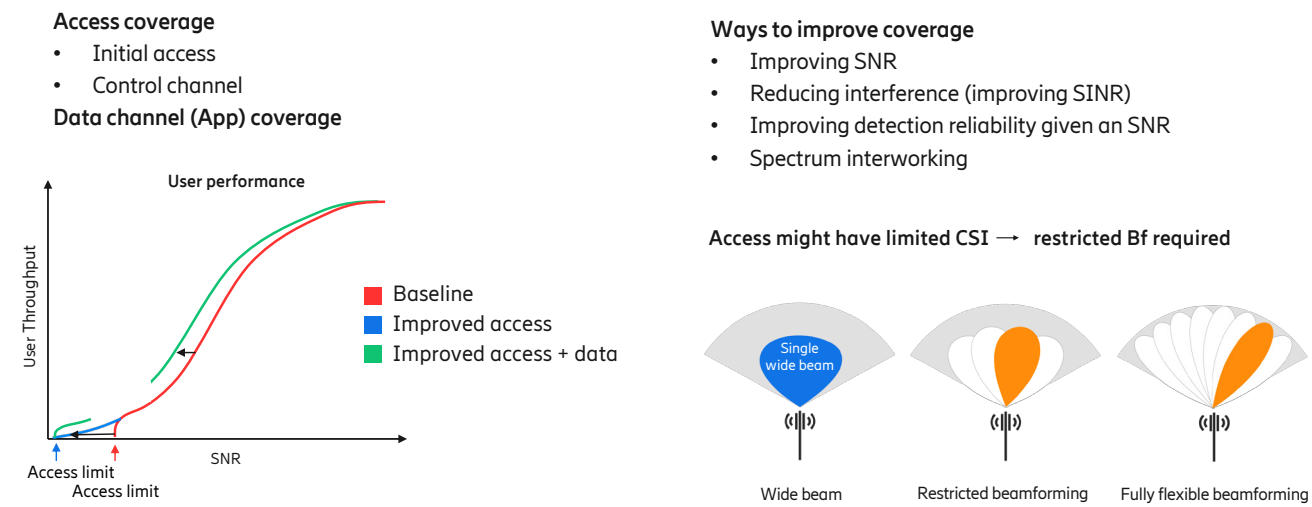 Access coverage
• Initial access
• Control channel
Data channel (App) coverage
User performance
User Throughput
Baseline
Improved access
Improved access + data
SNR
Access limit
Access limit
Ways to improve coverage
• Improving SNR
• Reducing interference (improving SINR)
• Improving detection reliability given an SNR
• Spectrum interworking
Access might have limited CSI → restricted Bf required
Single
wide beam
Wide beam
Restricted beamforming
Fully flexible beamforming